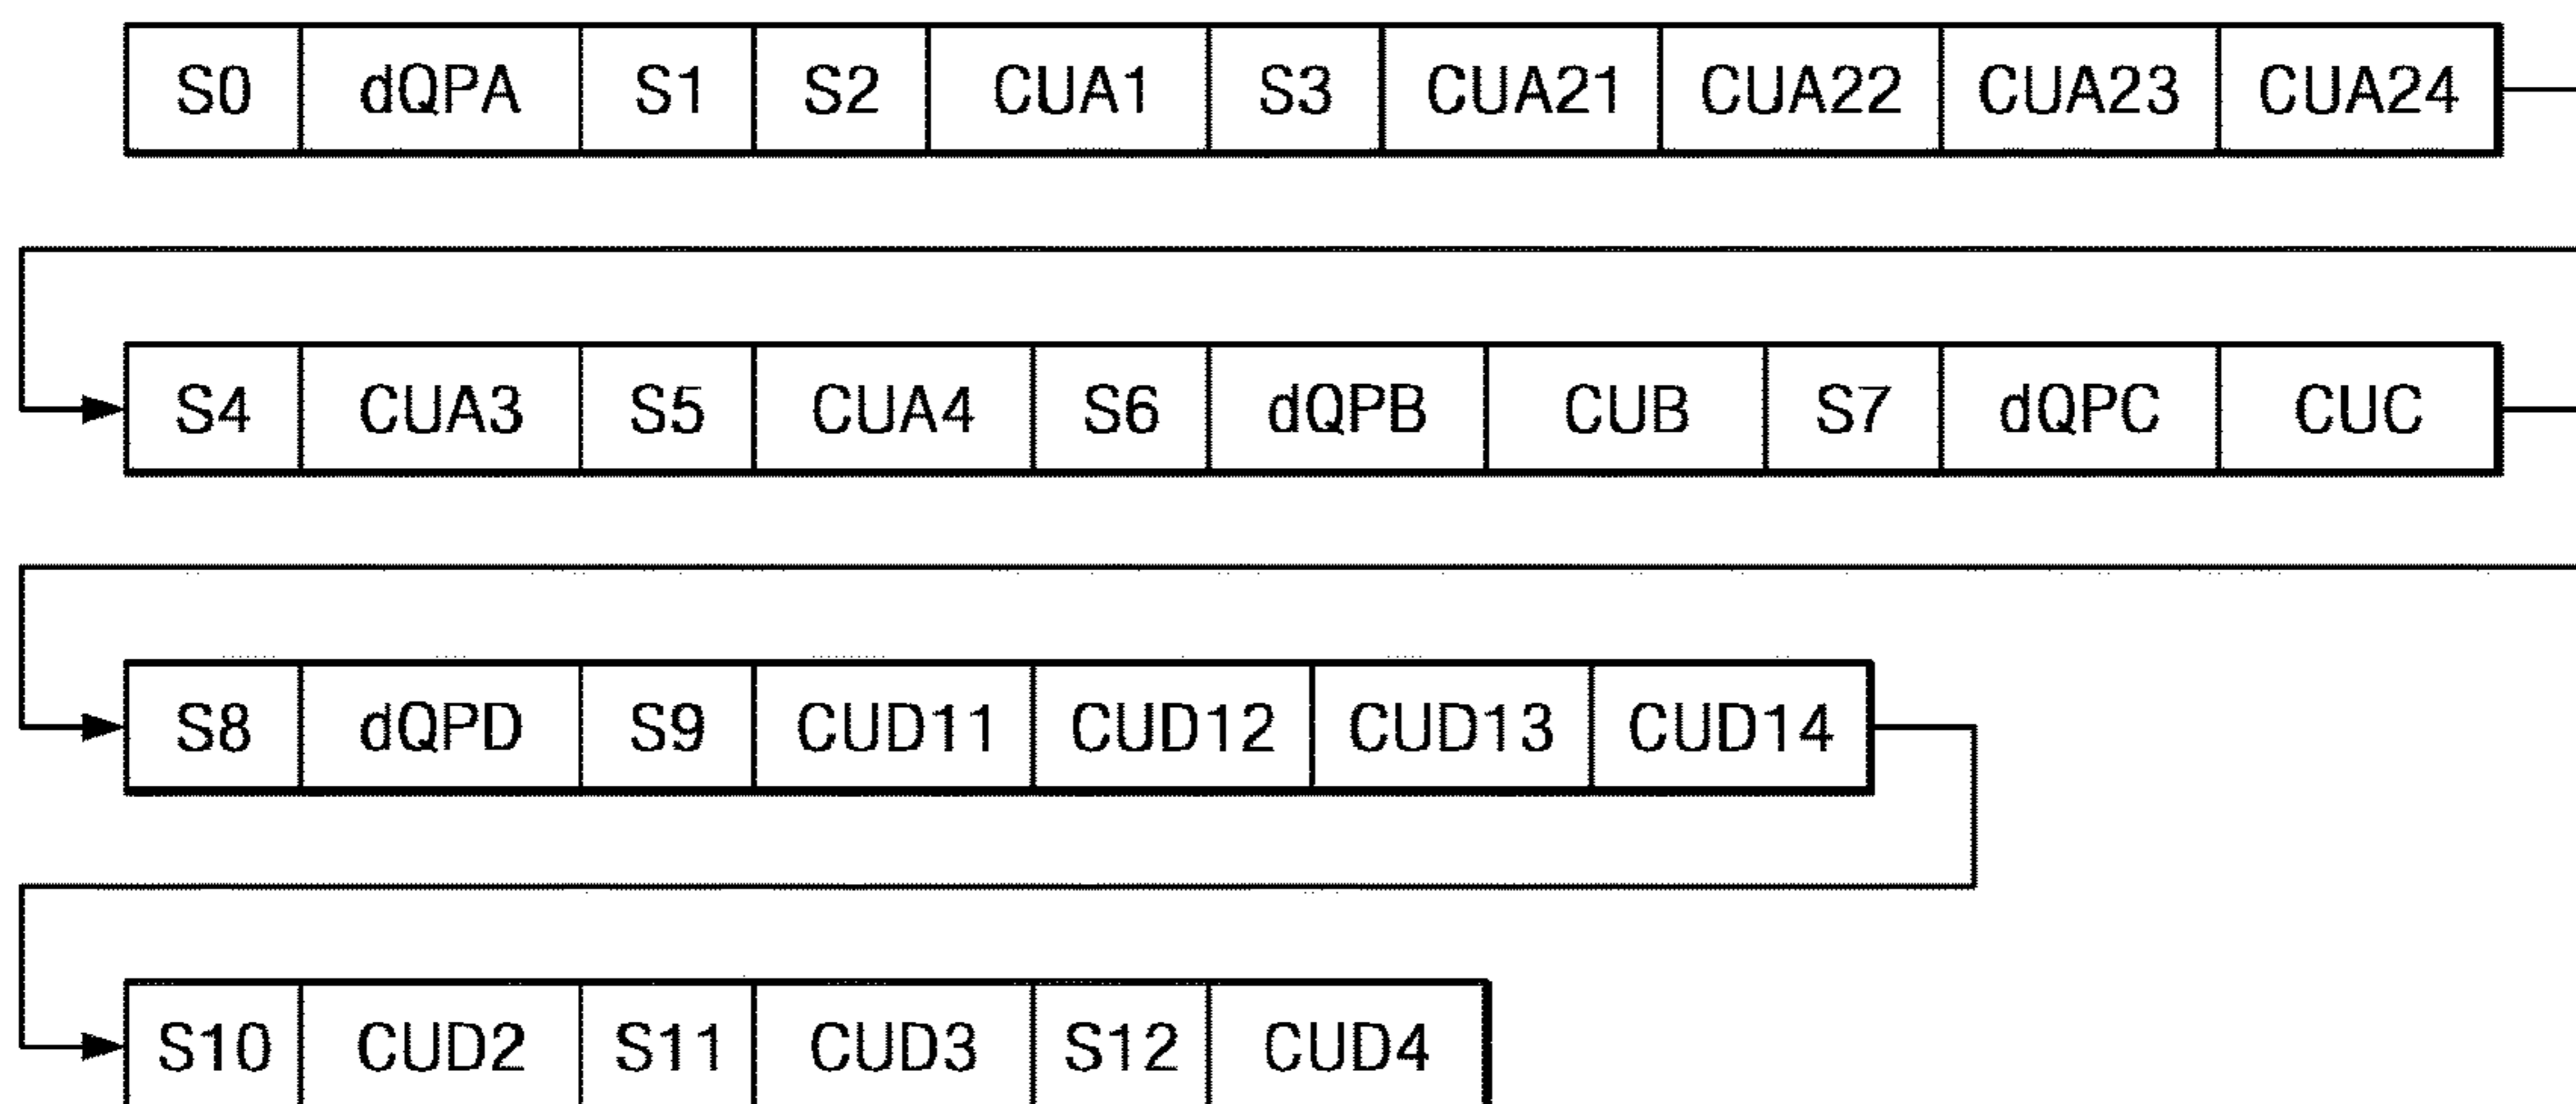 S0 dQPA S1 S2 CUA1 S3 CUA21 CUA22 CUA23 CUA24
S4 CUA3 S5 CUA4 S6 dQPB CUB S7 dQPC CUC
S8 dQPD S9 CUD11 CUD12 CUD13 CUD14
S10 CUD2 S11 CUD3 S12 CUD4